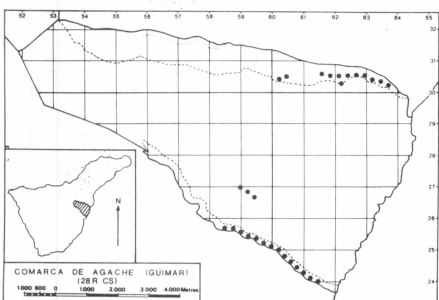 52 53 54 55 56 57 58 59 60 61 62 63 64 65
32
31
30
29
28
27
26
25
24
N
COMARCA DE AGACHE (GUIMAR)
(28 R CS)
1.000 500 0 1.000 2.000 3.000 4.000 Metros